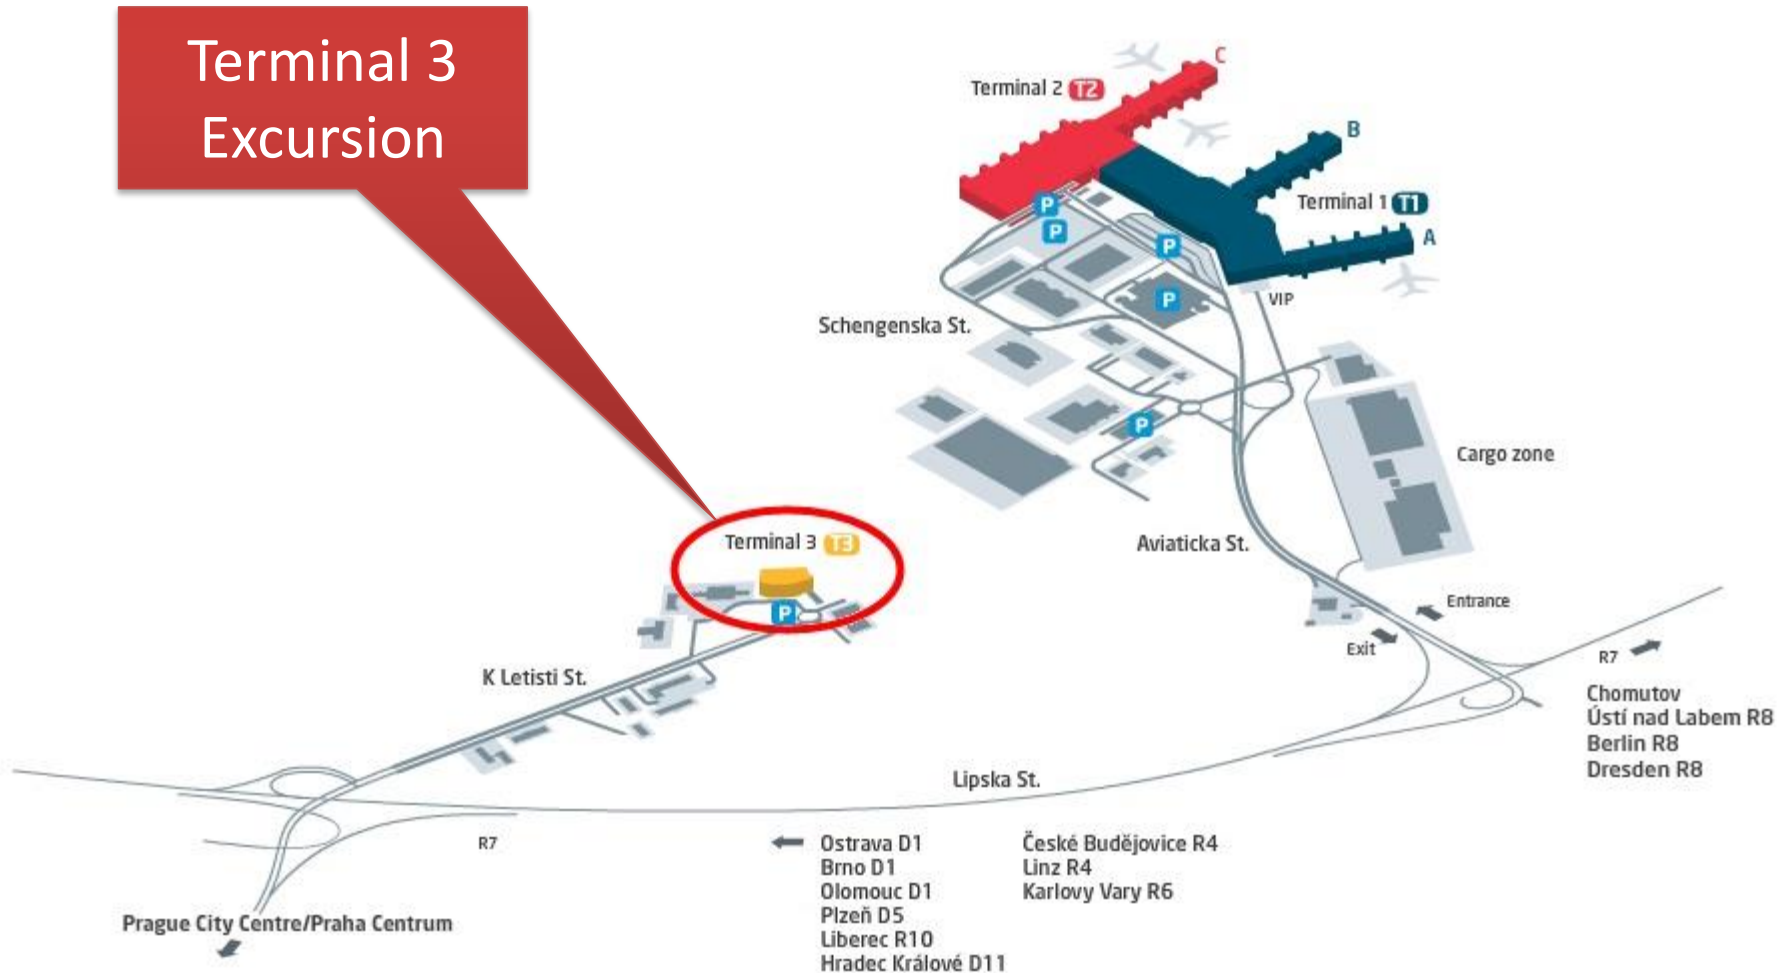 Terminal 3
Excursion
C
Terminal 2 T2
B
Terminal 1 T1
A
P
P
P
P
VIP
Schengenska St.
P
Cargo zone
Aviaticka St.
Terminal 3 T3
P
Entrance
Exit
R7
K Letisti St.
Chomutov
Ústí nad Labem R8
Berlin R8
Dresden R8
Lipska St.
R7
Ostrava D1
Brno D1
Olomouc D1
Plzeň D5
Liberec R10
Hradec Králové D11
České Budějovice R4
Linz R4
Karlovy Vary R6
Prague City Centre/Praha Centrum